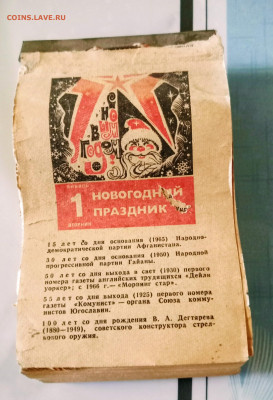 COINS.LAVE.RU
С НОВЫМ ГОДОМ
ЯНВАРЬ
1
ВТОРНИК
НОВОГОДНИЙ
ПРАЗДНИК
15 лет со дня основания (1965) Народно-
демократической партии Афганистана.
30 лет со дня основания (1950) Народной
прогрессивной партии Гайаны.
50 лет со дня выхода в свет (1930) первого
номера газеты английских трудящихся «Дейли
уоркер»; с 1966 г.— «Морнинг стар».
55 лет со дня выхода (1925) первого номера
газеты «Комунист» — органа Союза комму-
нистов Югославии.
100 лет со дня рождения В. А. Дегтярева
(1880—1949), советского конструктора стрел-
кового оружия.